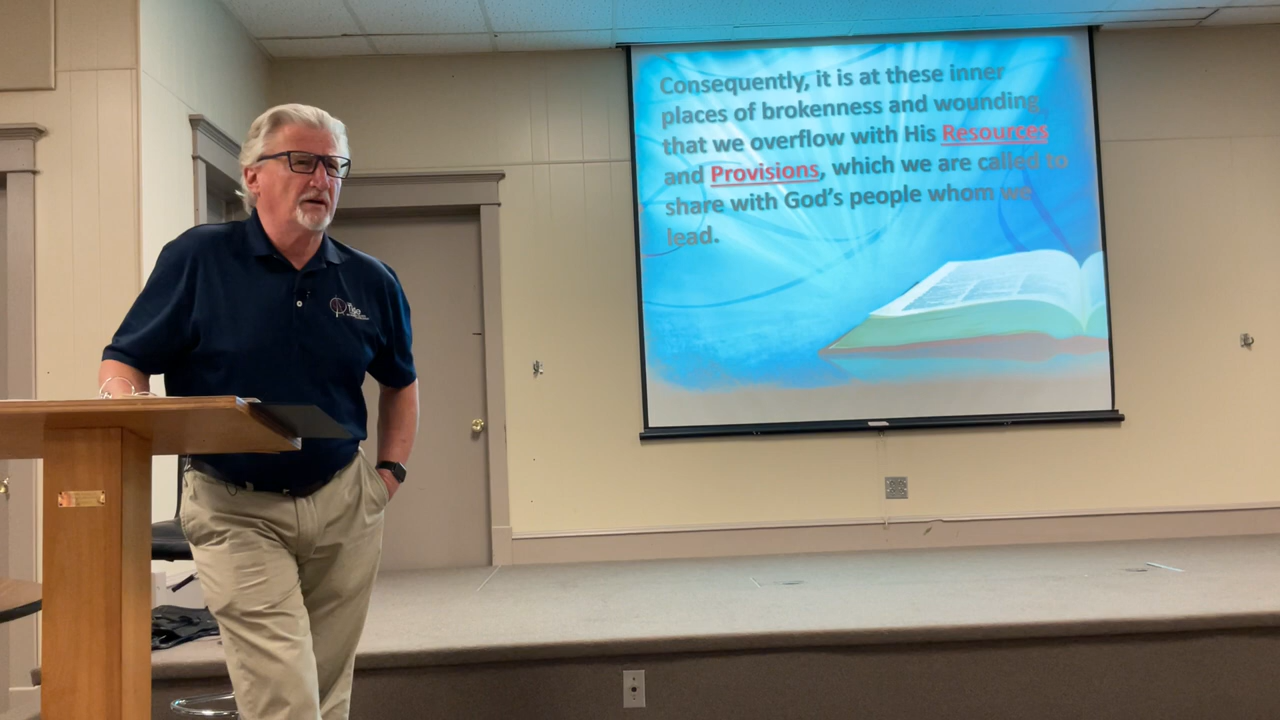 Consequently, it is at these inner
places of brokenness and wounding
that we overflow with His Resources
and Provisions, which we are called to
share with God's people whom we
lead.